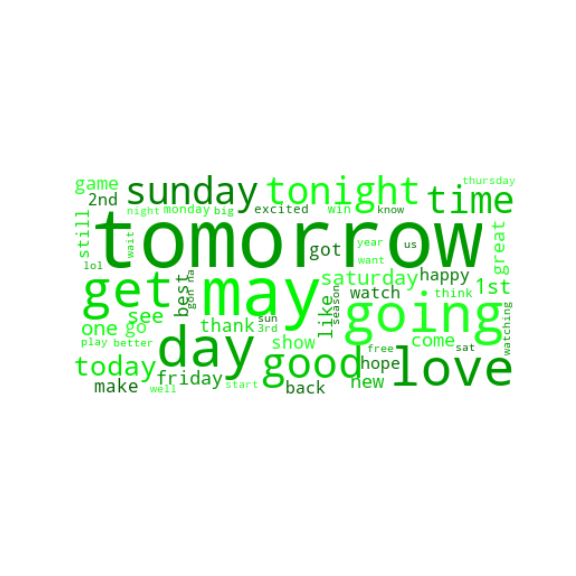 game
sunday
tonight
time
thursday
2nd
night
monday
big
excited
win
know
still
tomorrow
great
wait
got
year
us
lol
want
get
best
gon na
may
saturday
happy
like
season
watch
think
1st
see
going
one
go
thank
sun
3rd
watching
play
better
day
show
come
free
sat
today
friday
good
hope
love
make
well
start
back
new